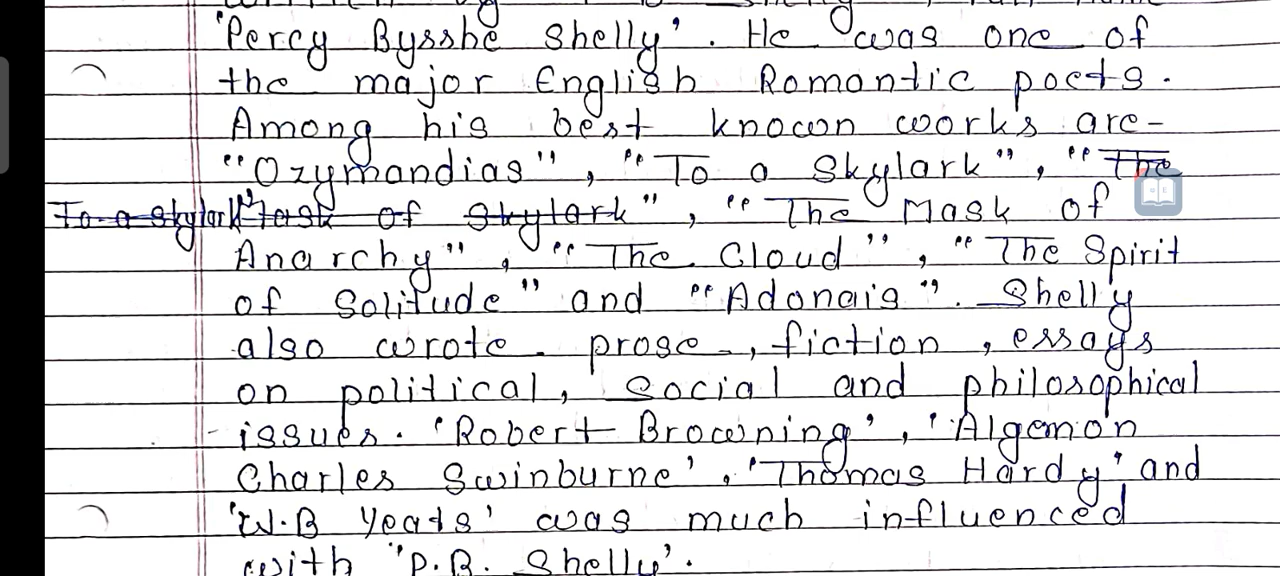 'Percy Bysshe Shelly'. He was one of
the major English Romantic poets.
Among his best known works are-
"Ozymandias", "To a Skylark", "The
To a skylark" task of Skylark", "The Mask of
Anarchy", "The Cloud", "The Spirit
of Solitude" and "Adonais". Shelly
also wrote prose, fiction, essays
on political, social and philosophical
issues. 'Robert Browning', 'Algemon
Charles Swinburne', 'Thomas Hardy' and
'W.B Yeats' was much influenced
with 'P.B. Shelly'.